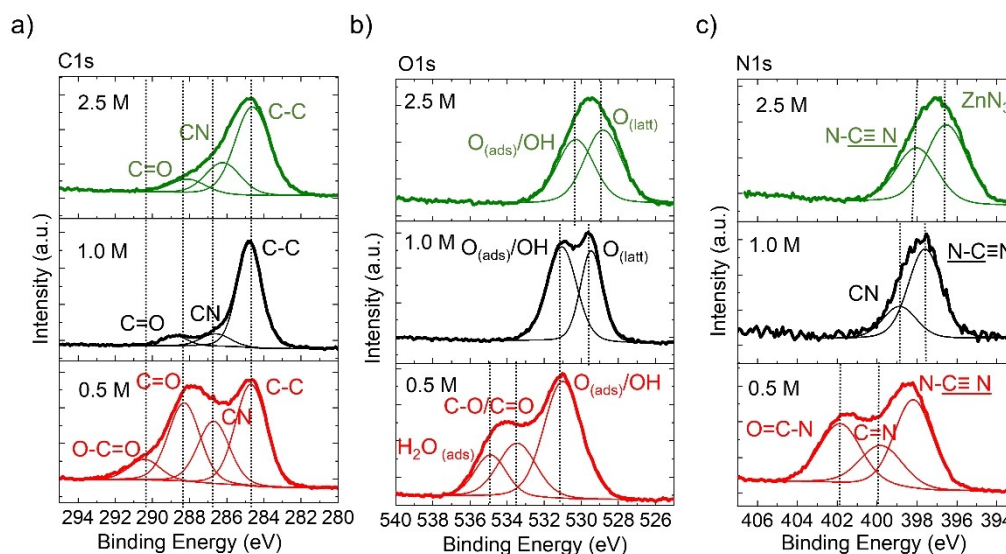 a)
C1s
2.5 M
C-C
CN
C=O
1.0 M
C-C
C=O
CN
0.5 M
C=O
C-C
CN
O-C=O
Intensity (a.u.)
294 292 290 288 286 284 282 280
Binding Energy (eV)
b)
O1s
2.5 M
O(latt)
O(ads)/OH
1.0 M
O(ads)/OH
O(latt)
0.5 M
O(ads)/OH
C-O/C=O
H2O (ads)
Intensity (a.u.)
540 538 536 534 532 530 528 526
Binding Energy (eV)
c)
N1s
2.5 M
N-C≡ N
1.0 M
N-C≡N
CN
0.5 M
N-C≡ N
O=C-N
C=N
Intensity (a.u.)
406 404 402 400 398 396 394
Binding Energy (eV)